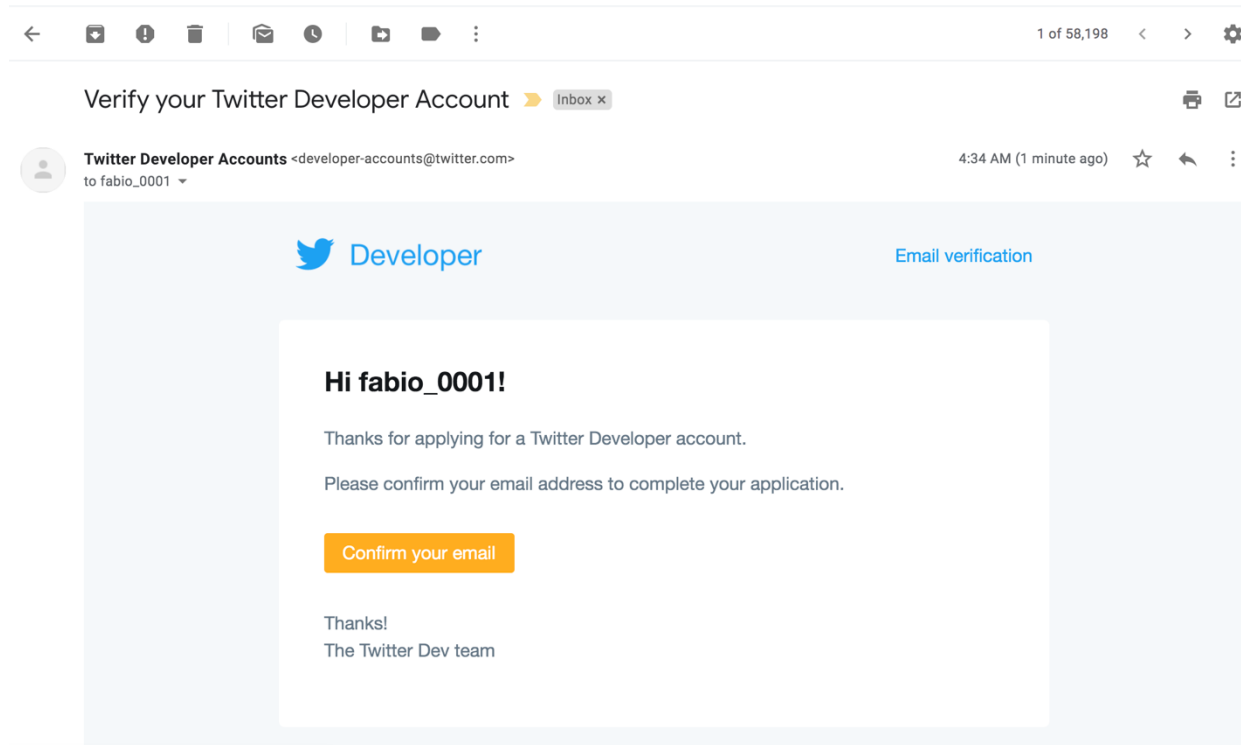 1 of 58,198
Verify your Twitter Developer Account Inbox ×
Twitter Developer Accounts <developer-accounts@twitter.com> 4:34 AM (1 minute ago)
to fabio_0001
Developer Email verification
Hi fabio_0001!
Thanks for applying for a Twitter Developer account.
Please confirm your email address to complete your application.
Confirm your email
Thanks!
The Twitter Dev team